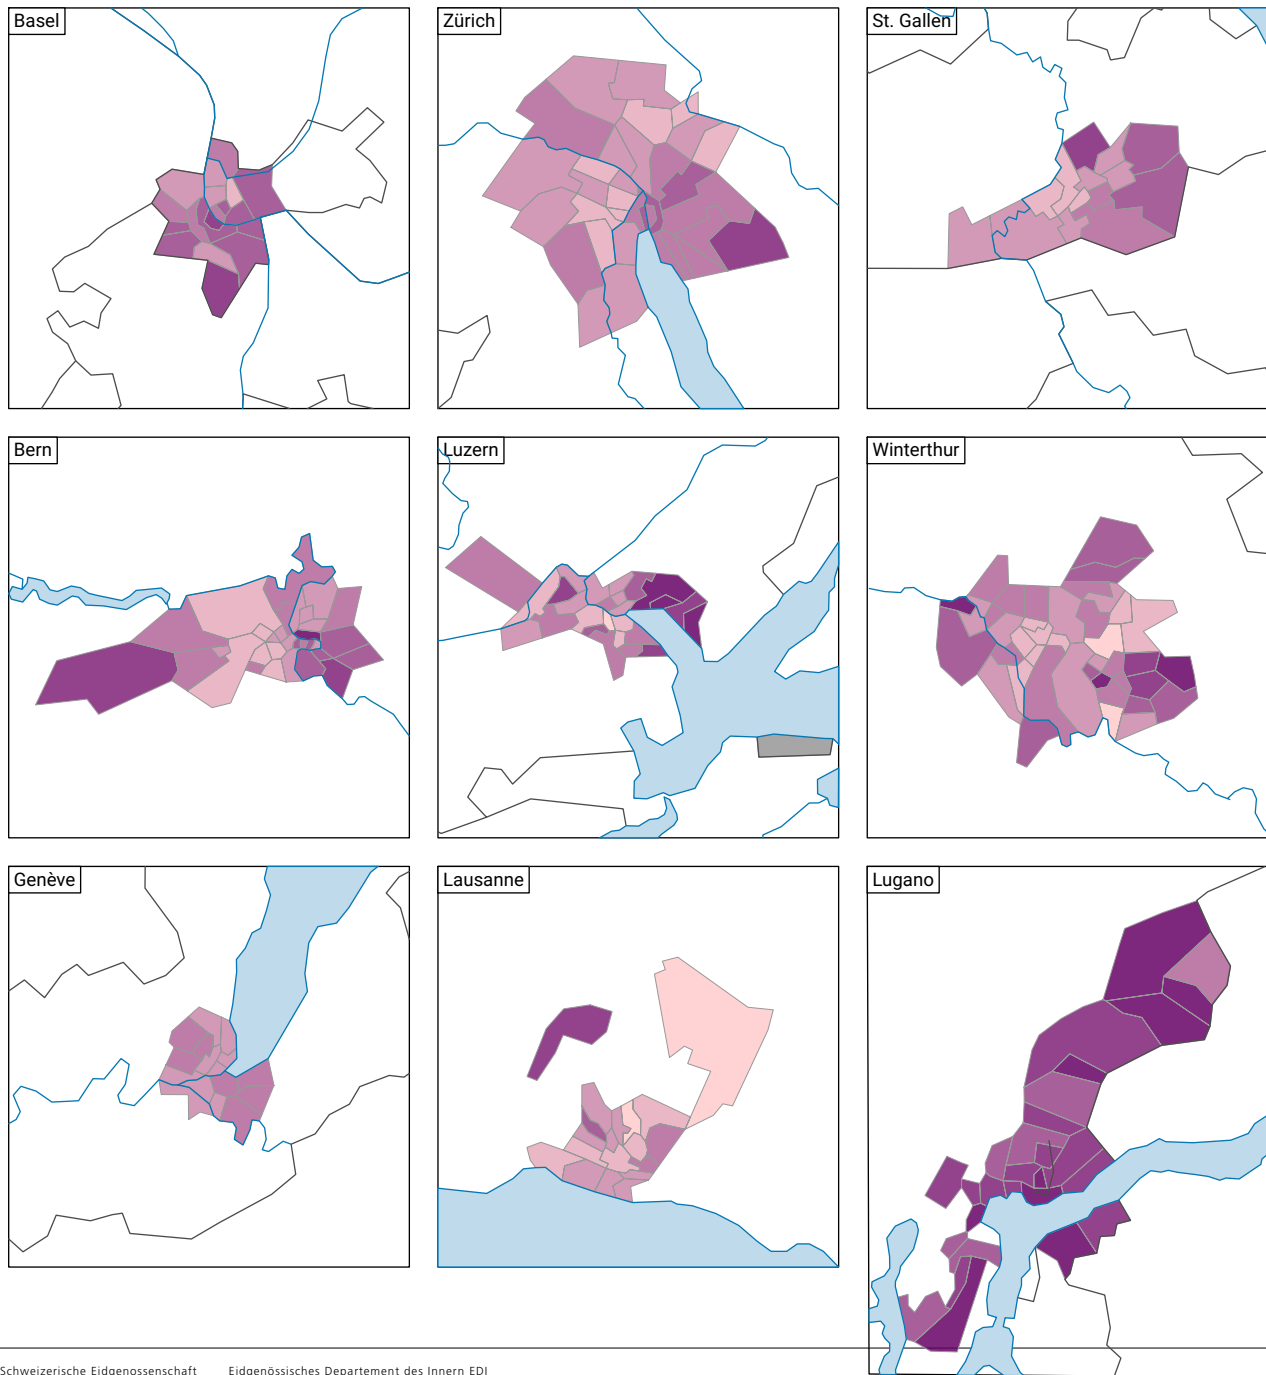 Basel
Zürich
St. Gallen
Bern
Luzern
Winterthur
Genève
Lausanne
Lugano
Schweizerische Eidgenossenschaft
Eidgenössisches Departement des Innern EDI